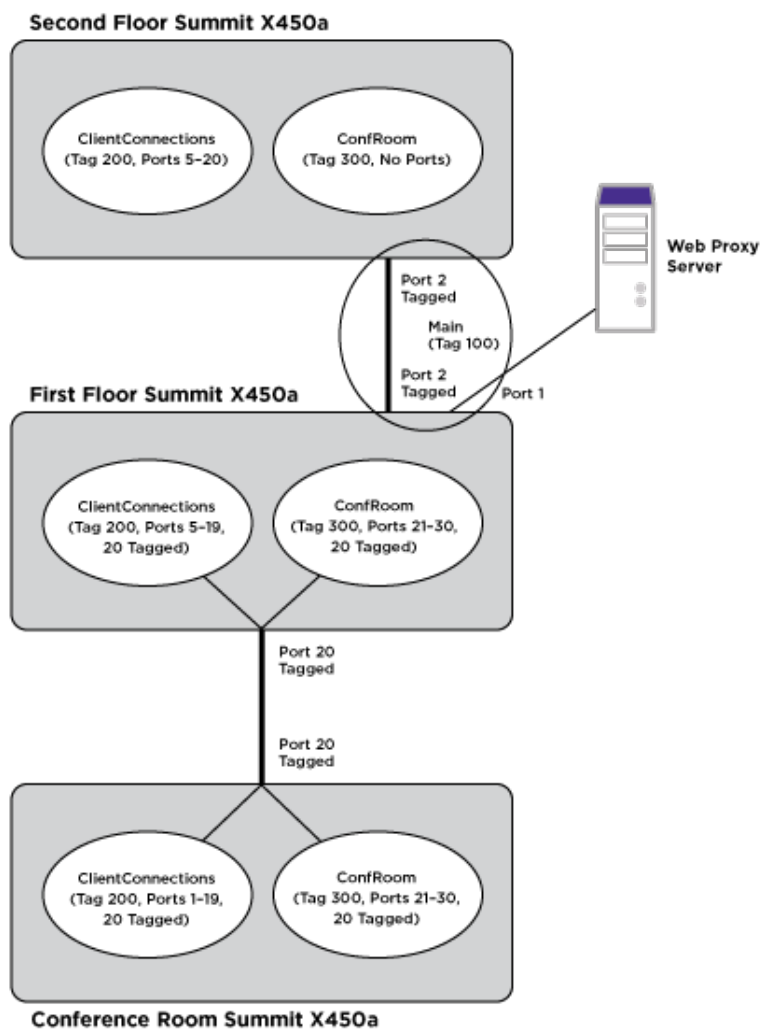 Second Floor Summit X450a
ClientConnections
(Tag 200, Ports 5–20)
ConfRoom
(Tag 300, No Ports)
Web Proxy
Server
Port 2
Tagged
Main
(Tag 100)
Port 2
Tagged
Port 1
First Floor Summit X450a
ClientConnections
(Tag 200, Ports 5–19,
20 Tagged)
ConfRoom
(Tag 300, Ports 21–30,
20 Tagged)
Port 20
Tagged
Port 20
Tagged
ClientConnections
(Tag 200, Ports 1–19,
20 Tagged)
ConfRoom
(Tag 300, Ports 21–30,
20 Tagged)
Conference Room Summit X450a